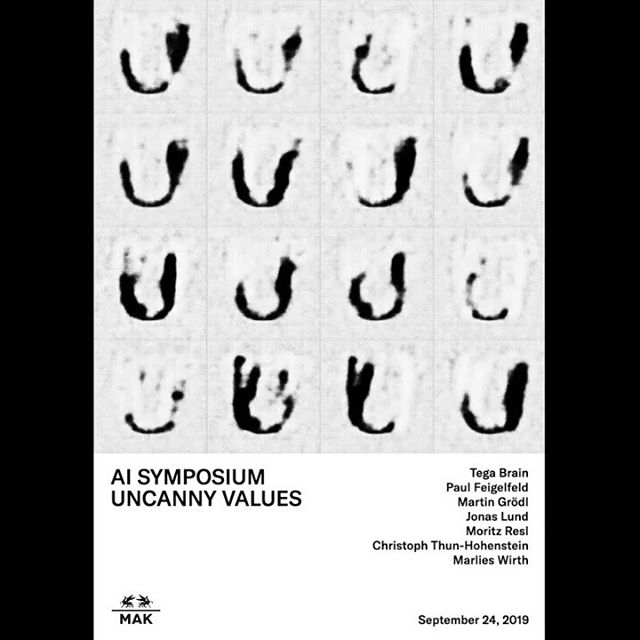 AI SYMPOSIUM
UNCANNY VALUES
Tega Brain
Paul Feigelfeld
Martin Grödl
Jonas Lund
Moritz Resl
Christoph Thun-Hohenstein
Marlies Wirth
MAK
September 24, 2019